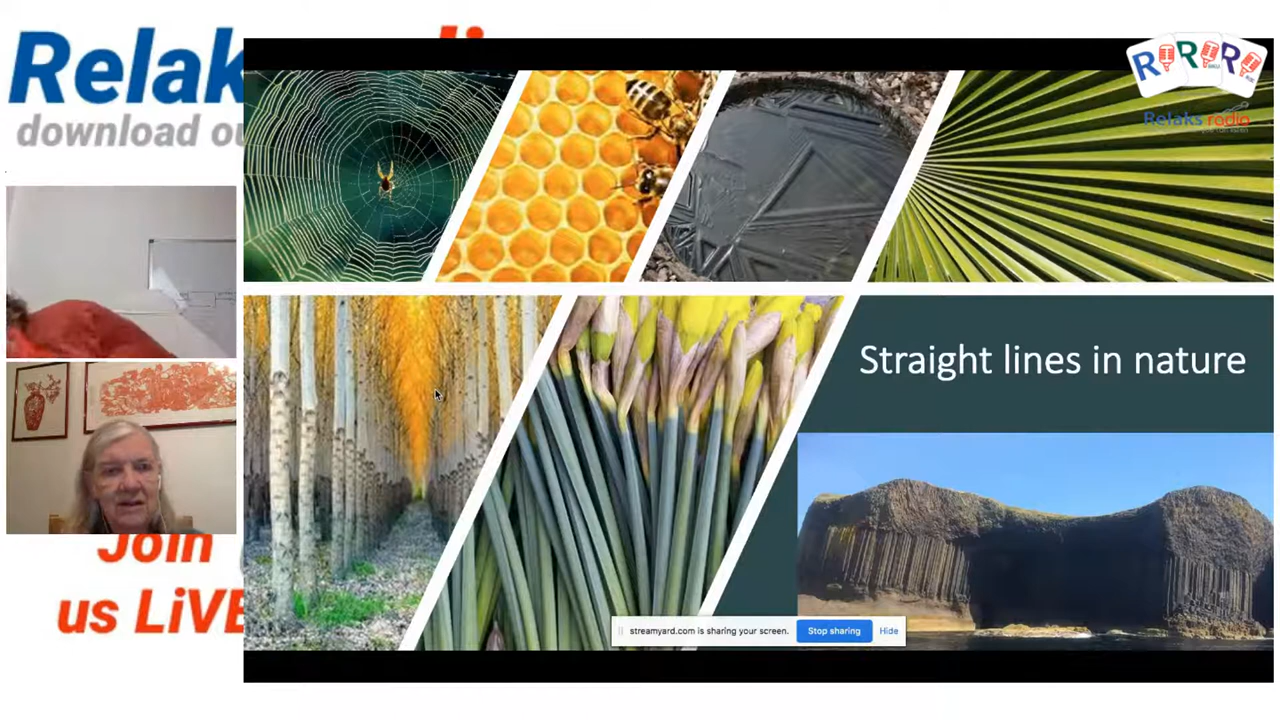 Relak
download ou
Join
us LiVE
R R R R
Relaks radio
Straight lines in nature
streamyard.com is sharing your screen.
Stop sharing
Hide